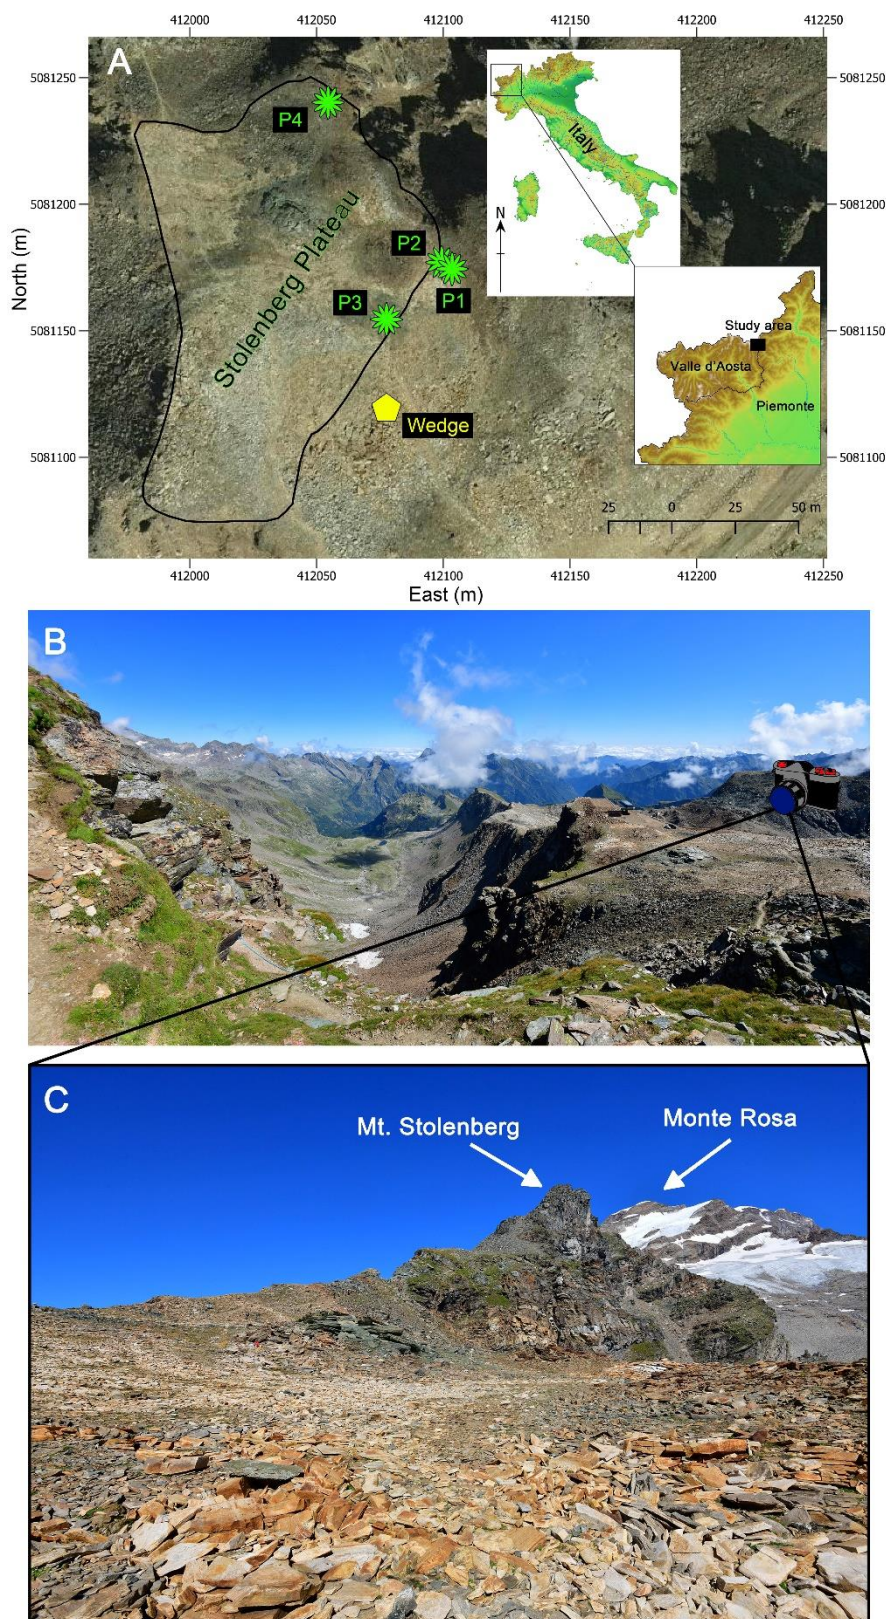 412000 412050 412100 412150 412200 412250
A
5081250 5081250
P4
Italy
N
5081200 5081200
Stolenberg Plateau
P2
P1
P3
North (m)
5081150 5081150
Study area
Valle d'Aosta
Piemonte
Wedge
5081100 5081100
25 0 25 50 m
412000 412050 412100 412150 412200 412250
East (m)
B
C
Mt. Stolenberg
Monte Rosa